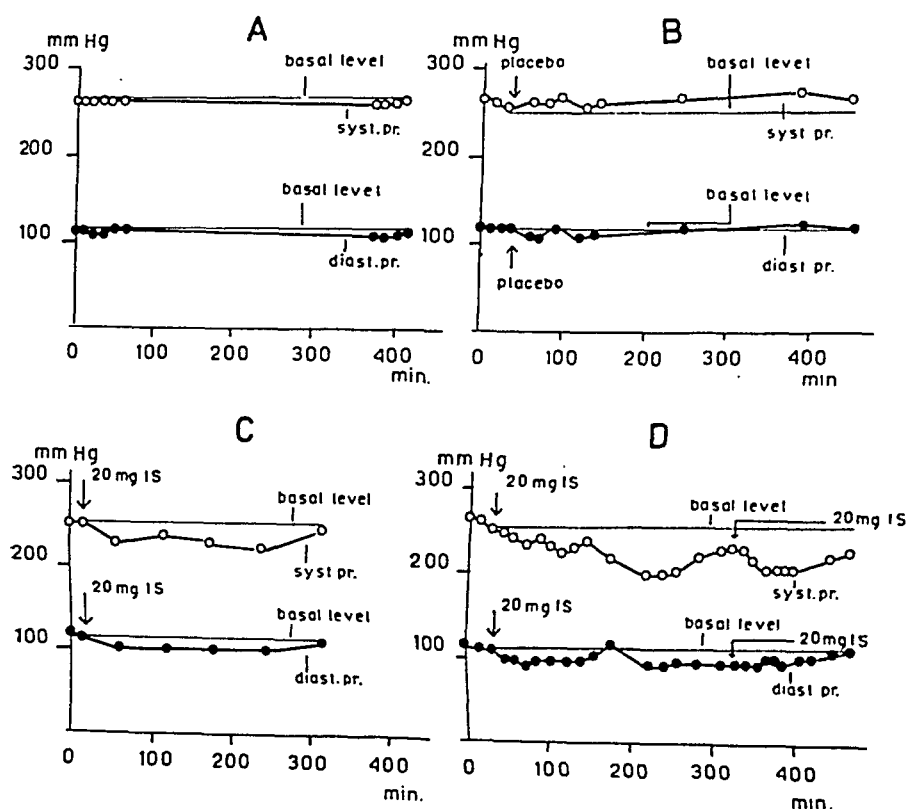 A
mm Hg
300
basal level
syst.pr.
200
basal level
100
diast.pr.
0 100 200 300 400
min.
B
mm Hg
placebo
basal level
300
syst pr
200
basal level
100
placebo
diast pr.
0 100 200 300 400
min
C
mm Hg
300
20 mg IS
basal level
200
syst pr.
20 mg IS
basal level
100
diast.pr.
0 100 200 300 400
min.
D
mm Hg
300
20 mg IS
basal level
20 mg IS
200
syst.pr.
20 mg IS
basal level
20 mg IS
100
diast pr.
0 100 200 300 400
min.